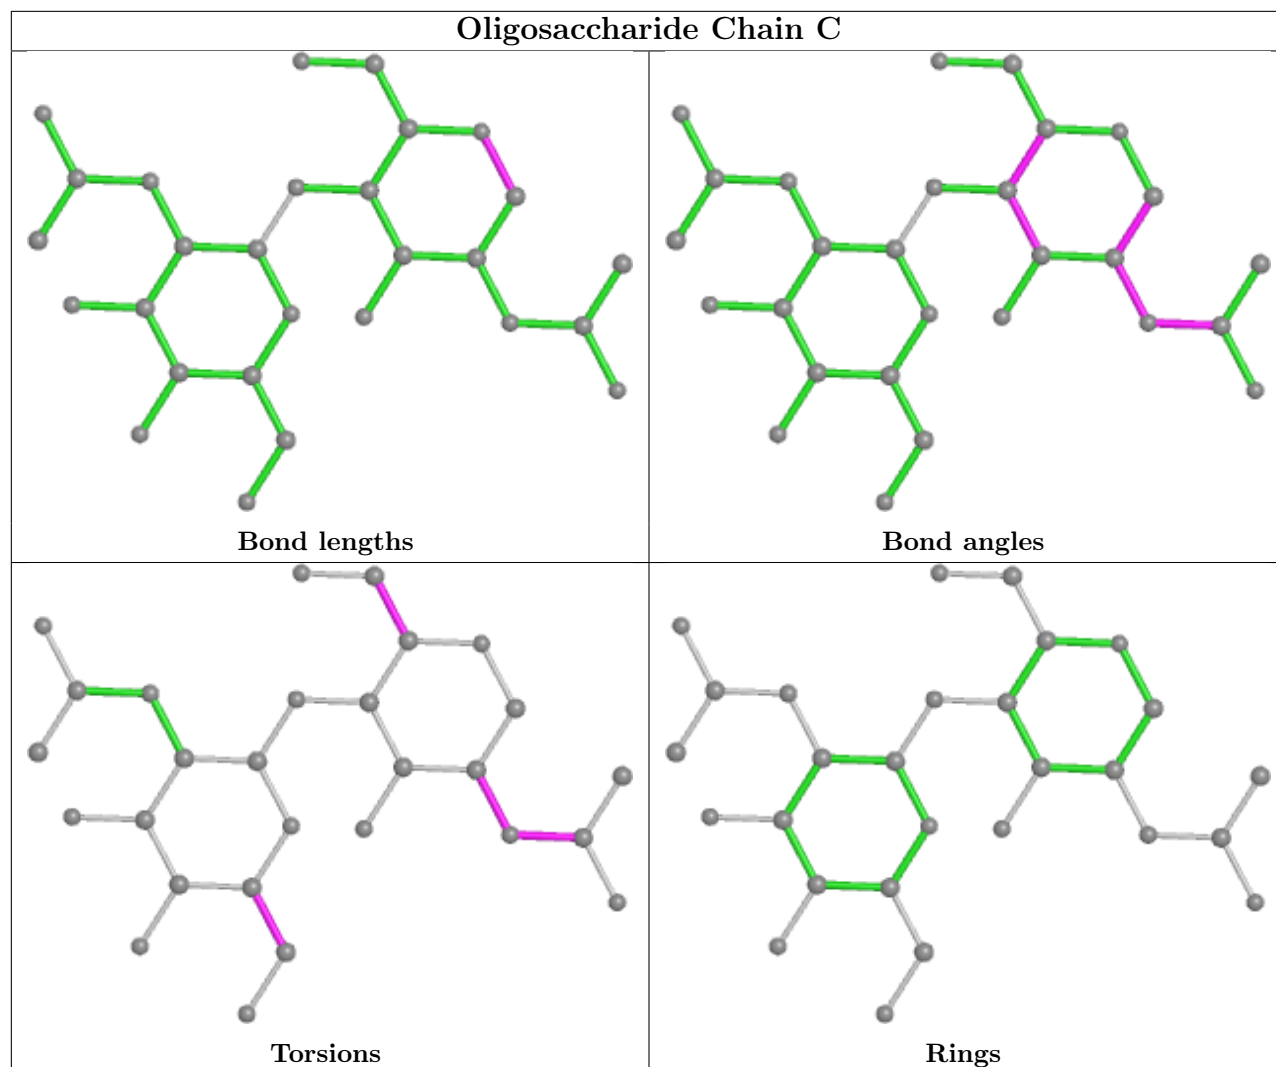 Oligosaccharide Chain C
Bond lengths
Bond angles
Torsions
Rings